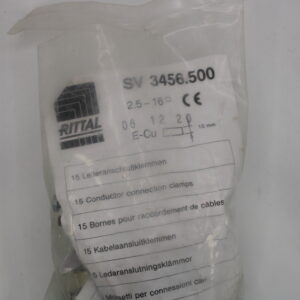 SV 3456.500
2.5-16□ CE
06 12 20
E-Cu 15 mm
RITTAL
15 Leiteranschlußklemmen
15 Conductor connection clamps
15 Bornes pour raccordement de câbles
15 Kabelaansluitklemmen
Ledaranslutningsklämmor
per connessioni